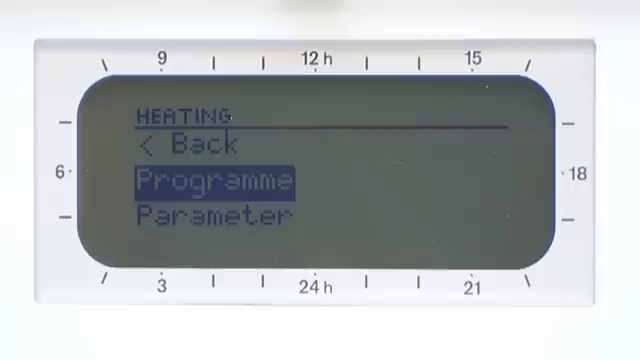 9 12 h 15
HEATING
< Back
6 Programme 18
Parameter
3 24 h 21